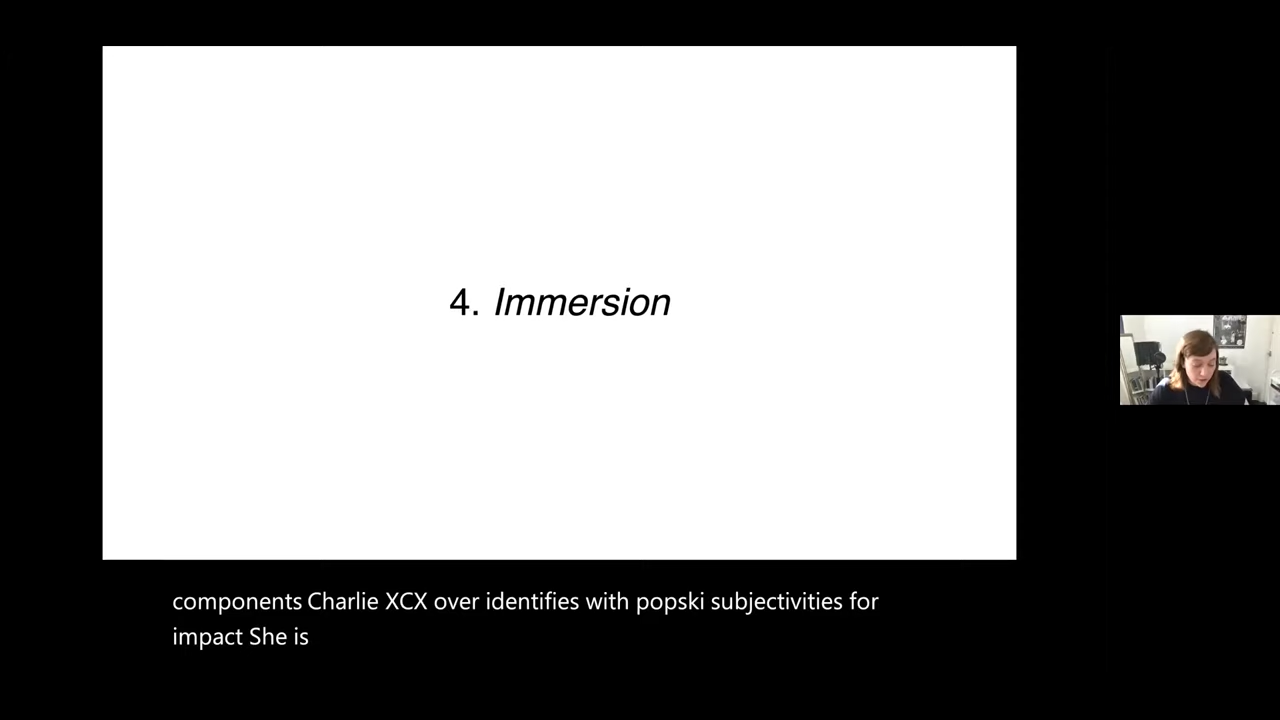 4. Immersion
components Charlie XCX over identifies with popski subjectivities for
impact She is